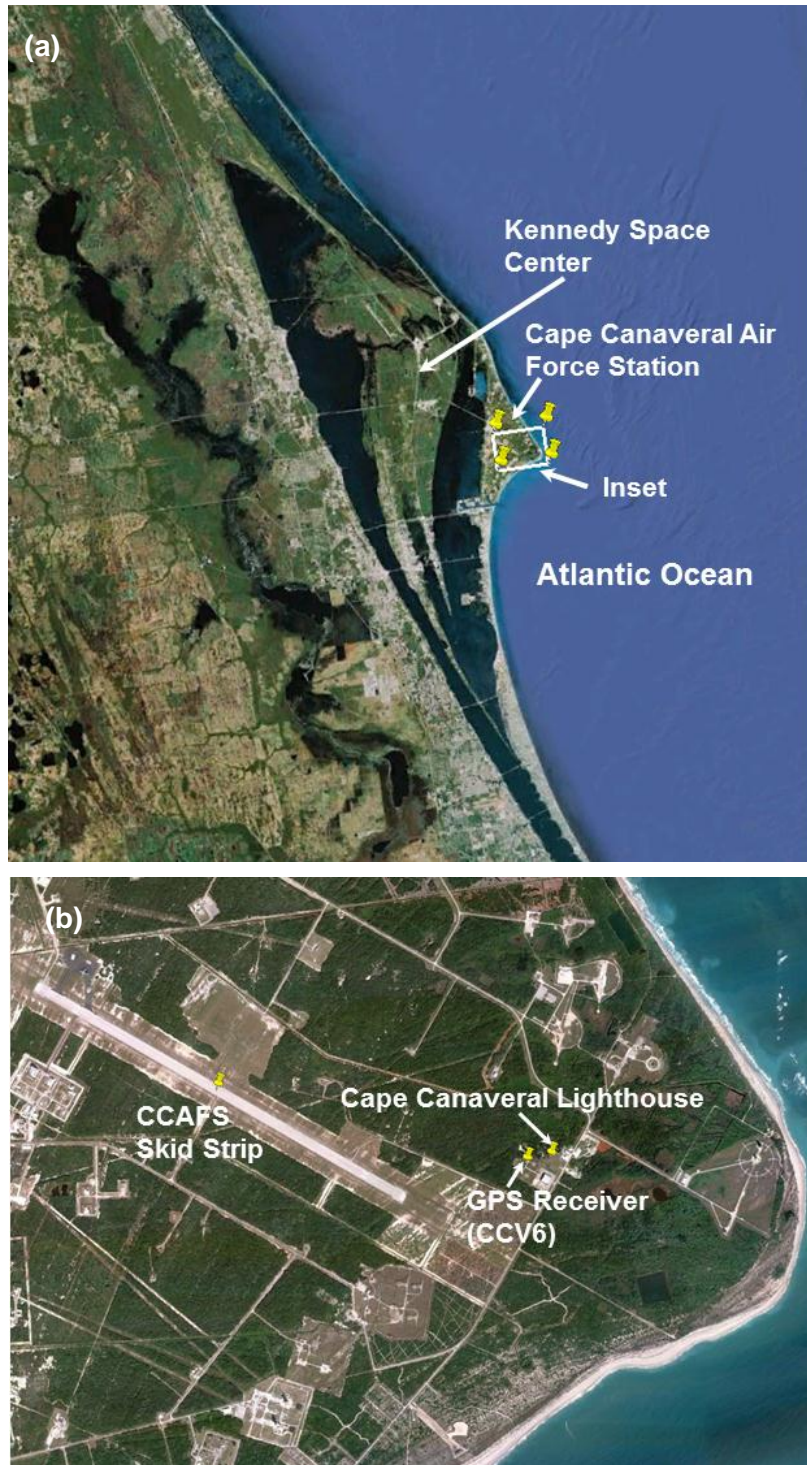 (a)
Kennedy Space
Center
Cape Canaveral Air
Force Station
Inset
Atlantic Ocean
(b)
CCAFS
Skid Strip
Cape Canaveral Lighthouse
GPS Receiver
(CCV6)